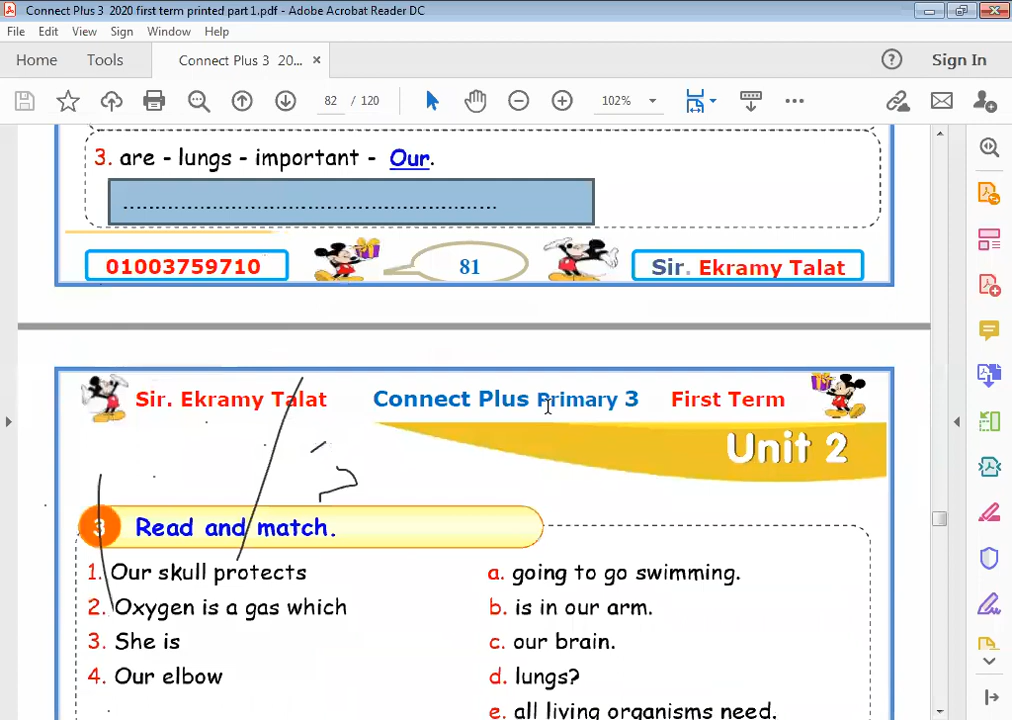 Connect Plus 3 2020 first term printed part 1.pdf - Adobe Acrobat Reader DC
File Edit View Sign Window Help
Home Tools Connect Plus 3 20... × Sign In
82 / 120 102%
3. are - lungs - important - Our.
............................................................
01003759710 81 Sir. Ekramy Talat
Sir. Ekramy Talat Connect Plus Primary 3 First Term
Unit 2
3 Read and match.
1. Our skull protects a. going to go swimming.
2. Oxygen is a gas which b. is in our arm.
3. She is c. our brain.
4. Our elbow d. lungs?
e. all living organisms need.